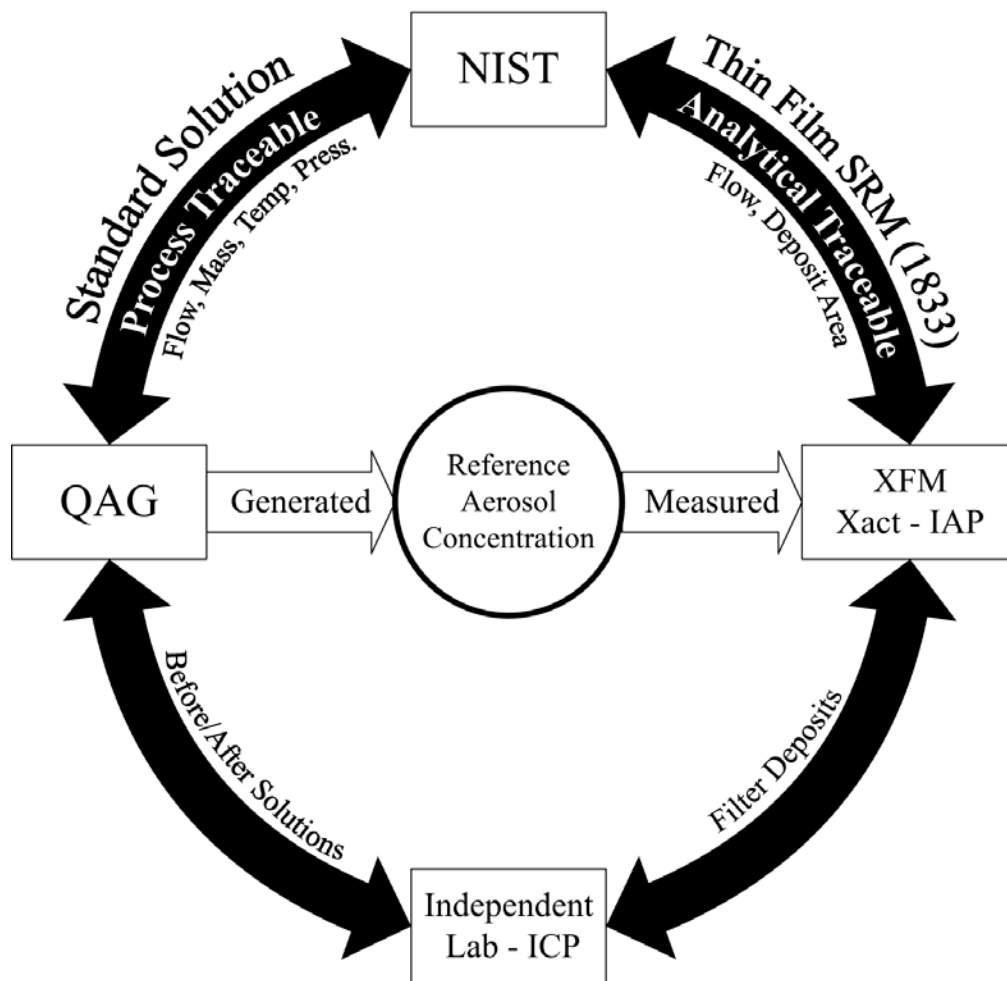 NIST
Standard Solution
Process Traceable
Flow, Mass, Temp, Press.
Thin Film SRM (1833)
Analytical Traceable
Flow, Deposit Area
QAG
Generated
Reference
Aerosol
Concentration
Measured
XFM
Xact - IAP
Before/After Solutions
Filter Deposits
Independent
Lab - ICP